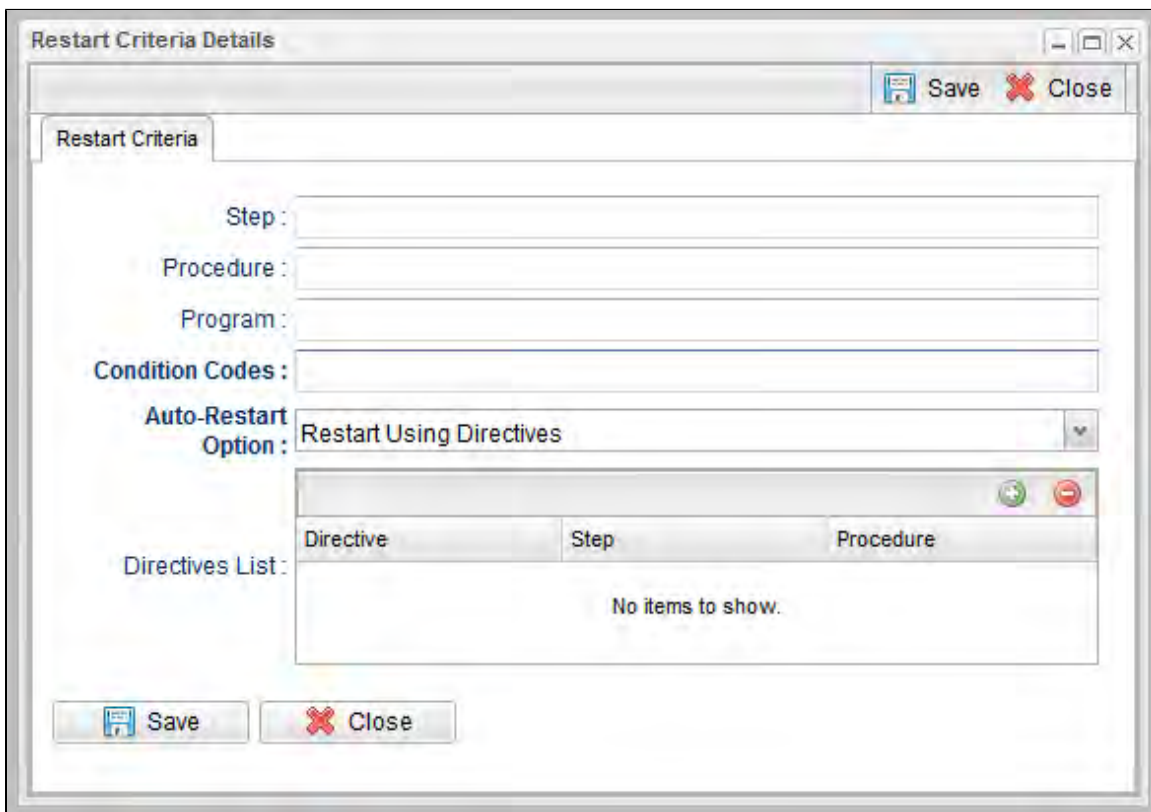 Restart Criteria Details
Save Close
Restart Criteria
Step :
Procedure :
Program :
Condition Codes :
Auto-Restart
Option :
Restart Using Directives
Directive Step Procedure
Directives List :
No items to show.
Save Close